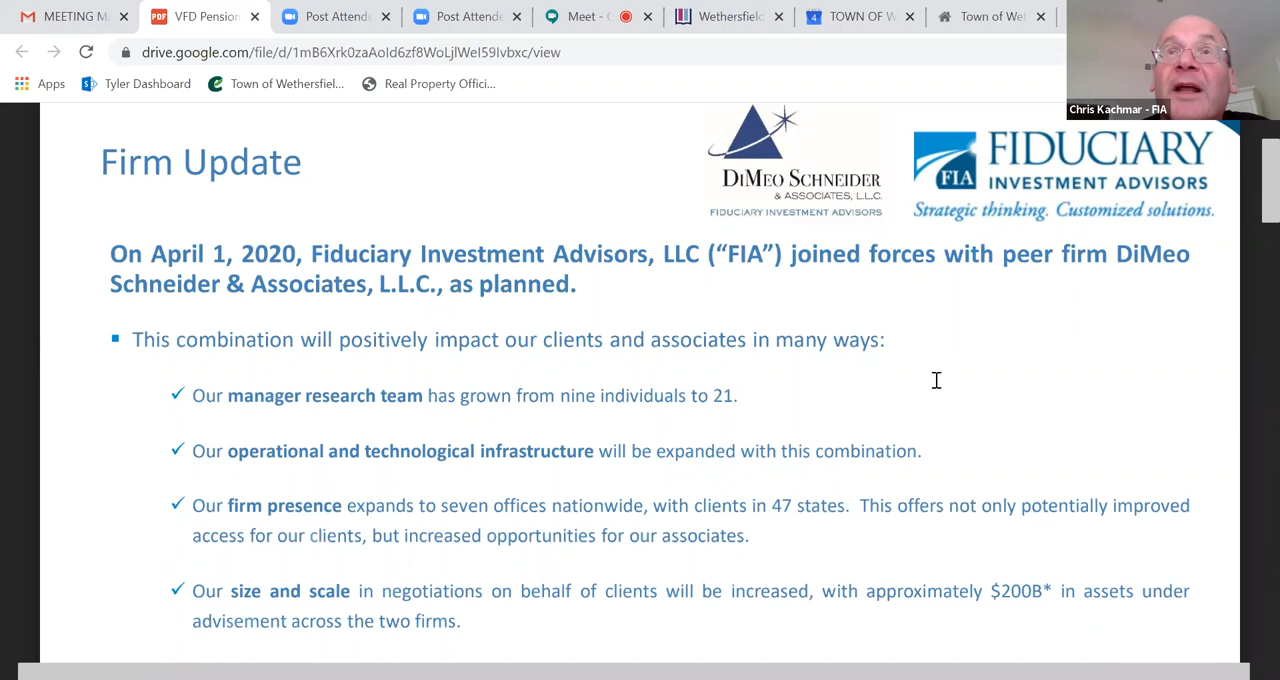 MEETING M
VFD Pension
Post Attende
Post Attende
Meet -
Wethersfield
TOWN OF W
Town of Wet
drive.google.com/file/d/
Apps
Tyler Dashboard
Town of Wethersfiel...
Real Property Offici...
Chris Kachmar - FIA
Firm Update
DIMEO SCHNEIDER
& ASSOCIATES, L.L.C.
FIDUCIARY INVESTMENT ADVISORS
FIA
FIDUCIARY
INVESTMENT ADVISORS
Strategic thinking. Customized solutions.
On April 1, 2020, Fiduciary Investment Advisors, LLC (“FIA”) joined forces with peer firm DiMeo
Schneider & Associates, L.L.C., as planned.
This combination will positively impact our clients and associates in many ways:
Our manager research team has grown from nine individuals to 21.
Our operational and technological infrastructure will be expanded with this combination.
Our firm presence expands to seven offices nationwide, with clients in 47 states. This offers not only potentially improved
access for our clients, but increased opportunities for our associates.
Our size and scale in negotiations on behalf of clients will be increased, with approximately $200B* in assets under
advisement across the two firms.